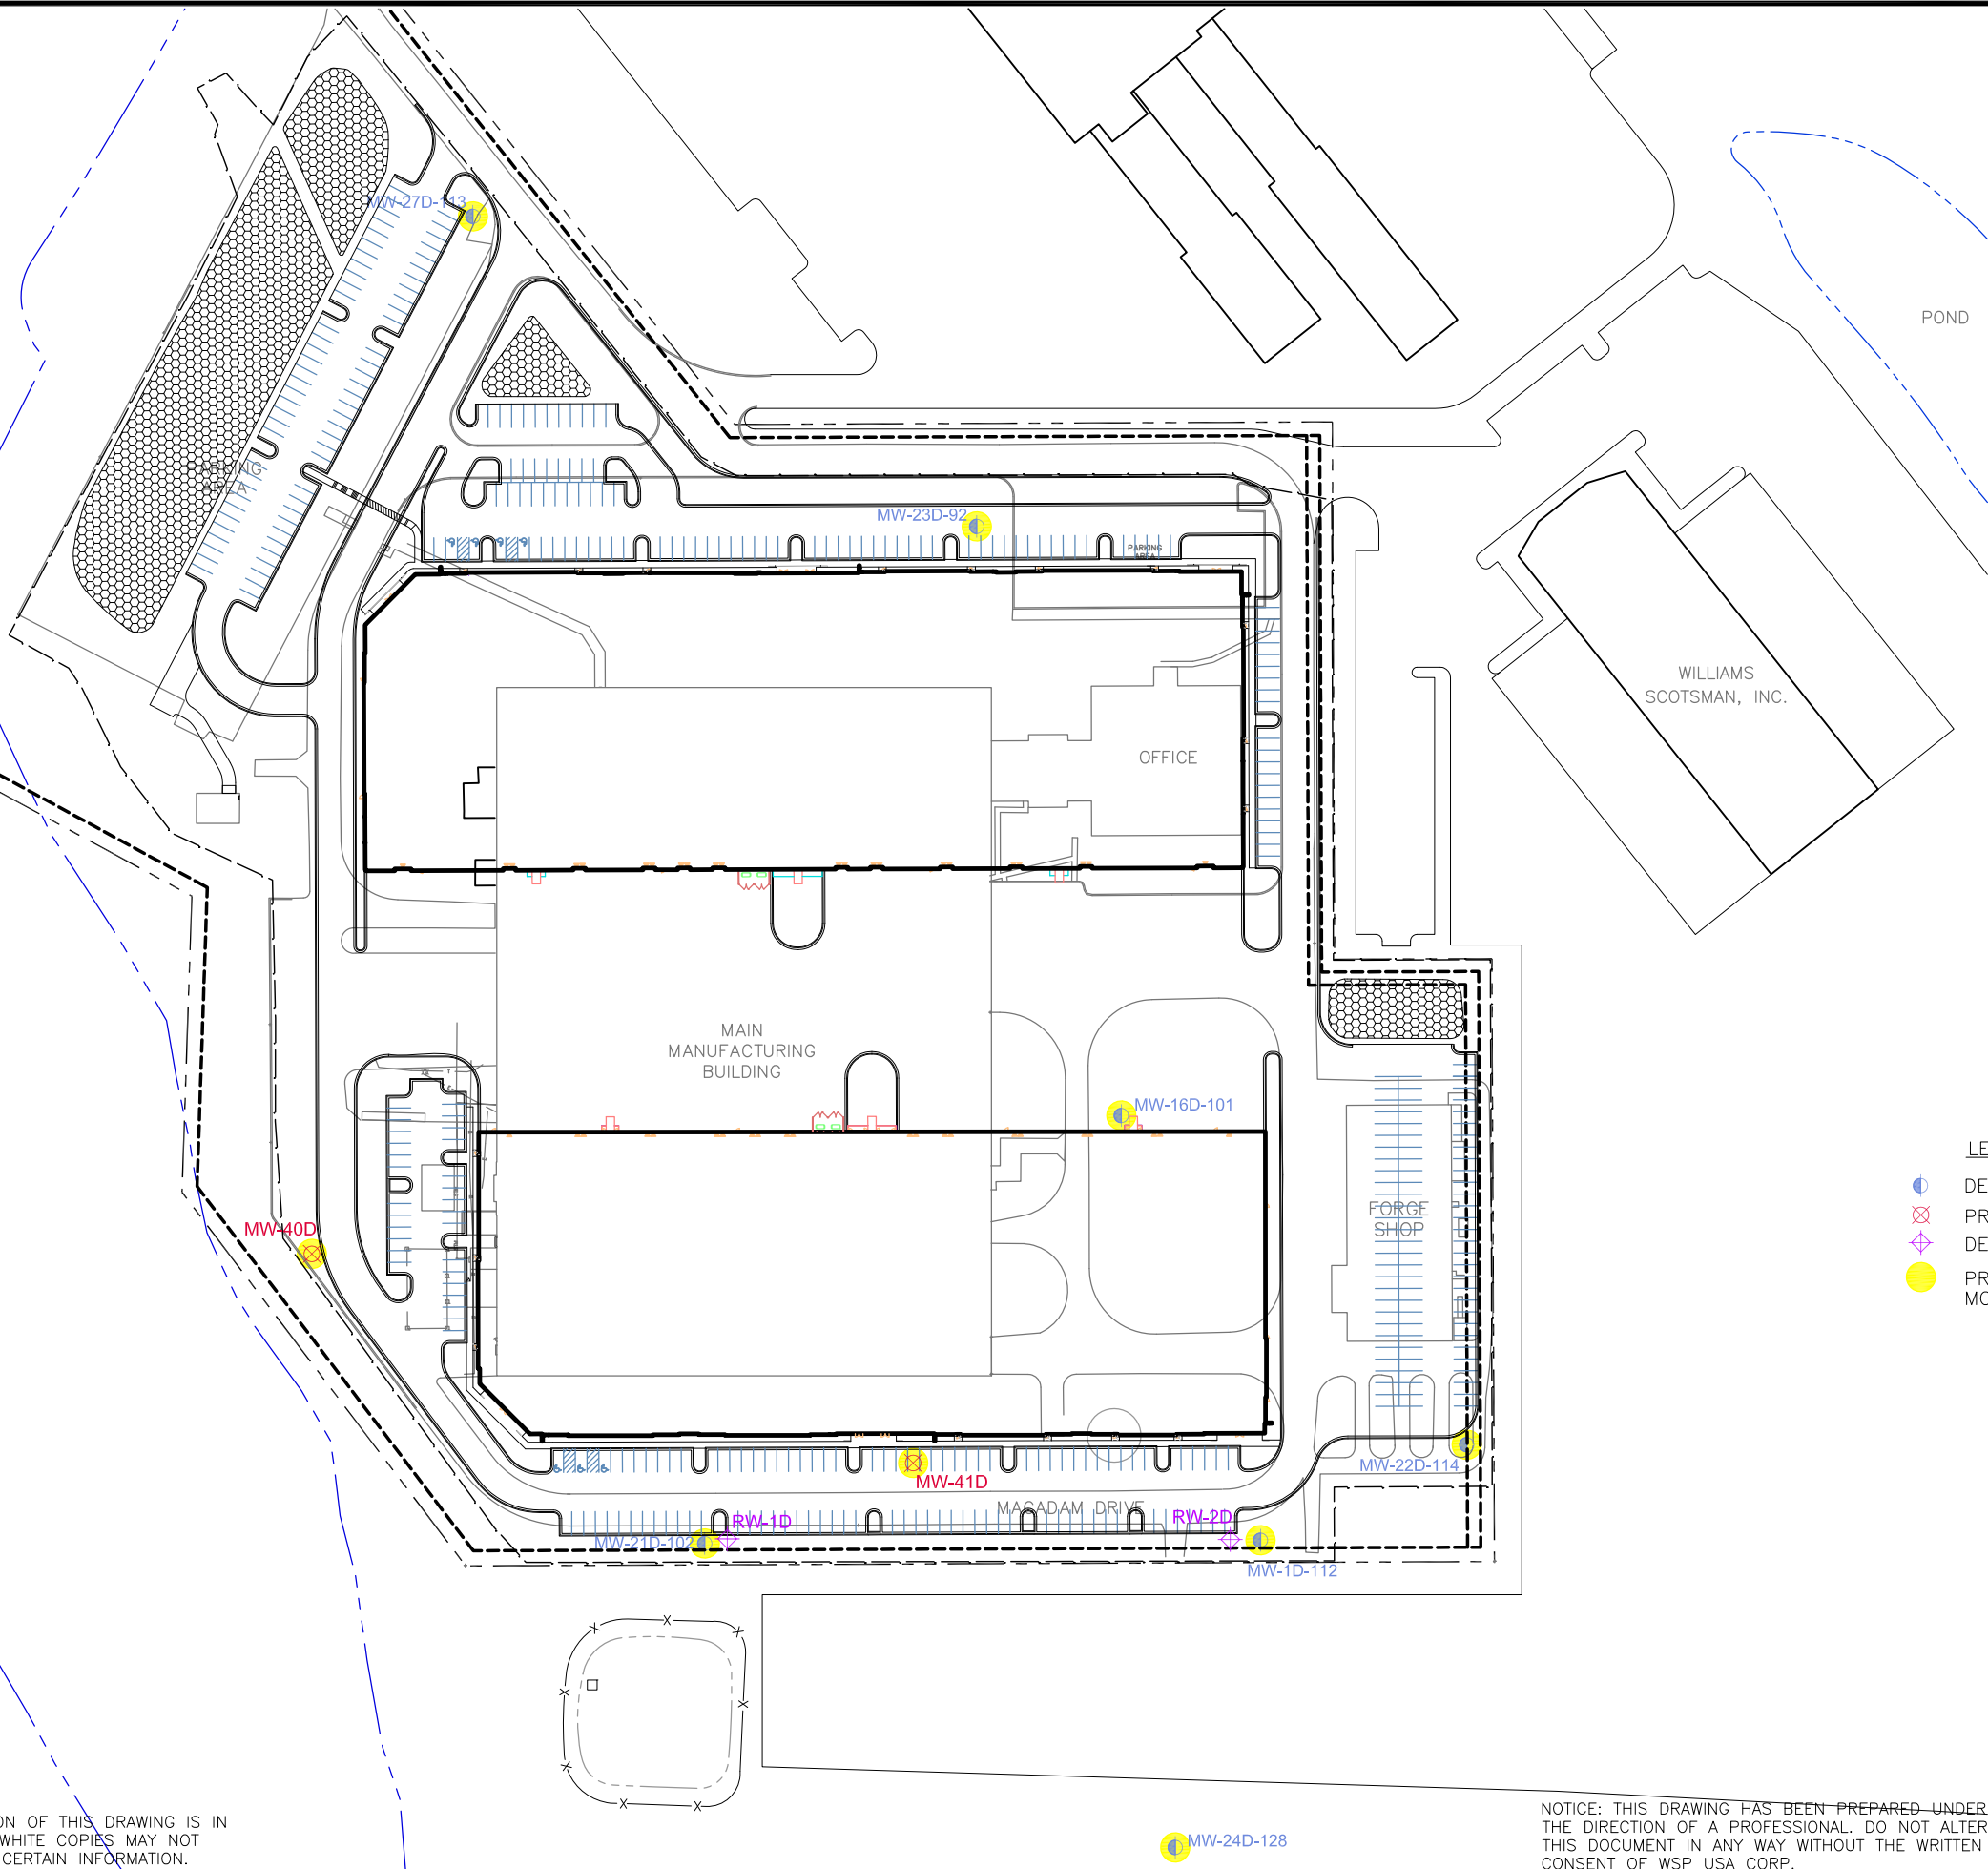 MW-27D-113
POND
PARKING
AREA
MW-23D-92
PARKING
AREA
WILLIAMS
SCOTSMAN, INC.
OFFICE
MAIN
MANUFACTURING
BUILDING
MW-16D-101
LE
DE
PR
DE
PR
MO
FORGE
SHOP
MW-40D
MW-22D-114
MW-41D
MACADAM DRIVE
RW-1D
RW-2D
MW-21D-102
MW-1D-112
X
X
X
X
X
X
X
X
MW-24D-128
ON OF THIS DRAWING IS IN
WHITE COPIES MAY NOT
CERTAIN INFORMATION.
NOTICE: THIS DRAWING HAS BEEN PREPARED UNDER
THE DIRECTION OF A PROFESSIONAL. DO NOT ALTER
THIS DOCUMENT IN ANY WAY WITHOUT THE WRITTEN
CONSENT OF WSP USA CORP.